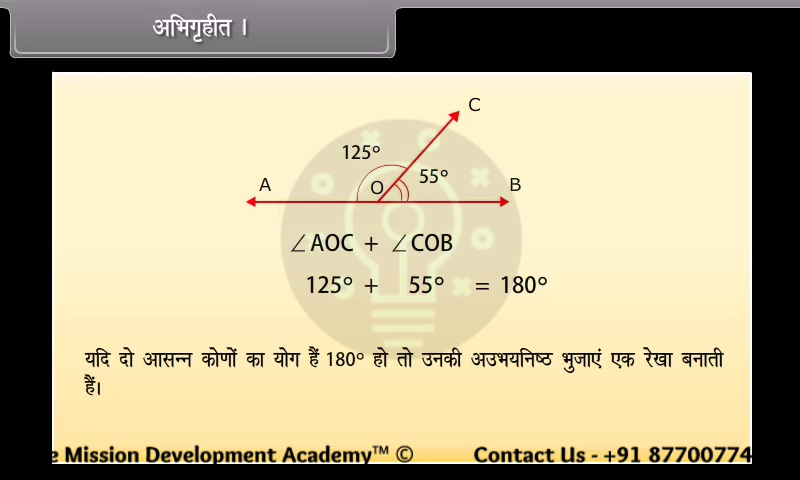 अभिगृहीत ।
C
125°
55°
A
O
B
∠AOC + ∠COB
125° + 55° = 180°
यदि दो आसन्न कोणों का योग हैं 180° हो तो उनकी अउभयनिष्ठ भुजाएं एक रेखा बनाती
हैं।
e Mission Development Academy™ © Contact Us - +91 87700774